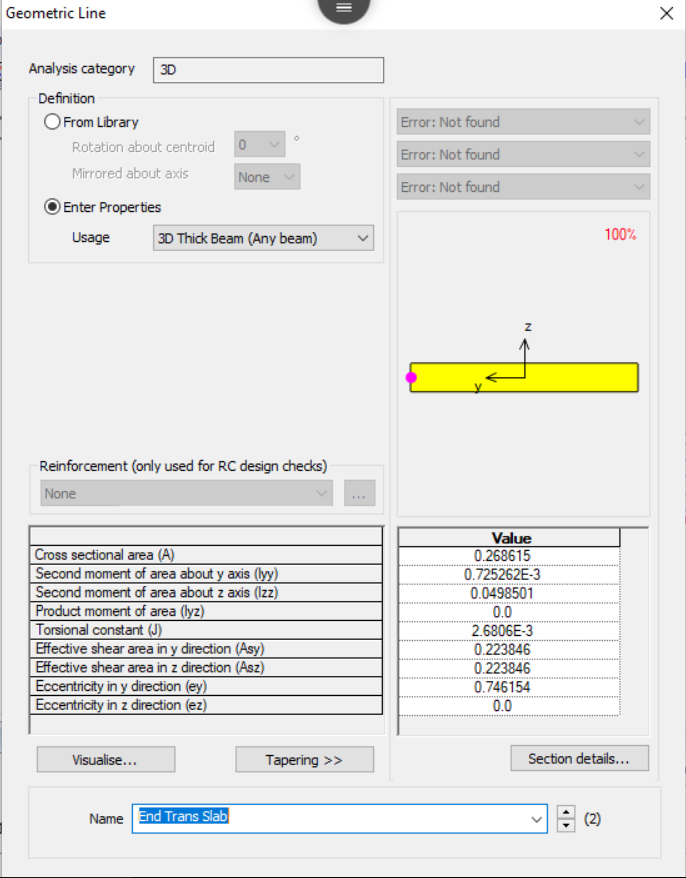 Geometric Line
Analysis category 3D
Definition
From Library
Rotation about centroid 0 °
Mirrored about axis None
Enter Properties
Usage 3D Thick Beam (Any beam)
Error: Not found
Error: Not found
Error: Not found
100%
z
y
Reinforcement (only used for RC design checks)
None ...
Value
Cross sectional area (A) 0.268615
Second moment of area about y axis (Iyy) 0.725262E-3
Second moment of area about z axis (Izz) 0.0498501
Product moment of area (Iyz) 0.0
Torsional constant (J) 2.6806E-3
Effective shear area in y direction (Asy) 0.223846
Effective shear area in z direction (Asz) 0.223846
Eccentricity in y direction (ey) 0.746154
Eccentricity in z direction (ez) 0.0
Visualise... Tapering >> Section details...
Name End Trans Slab (2)